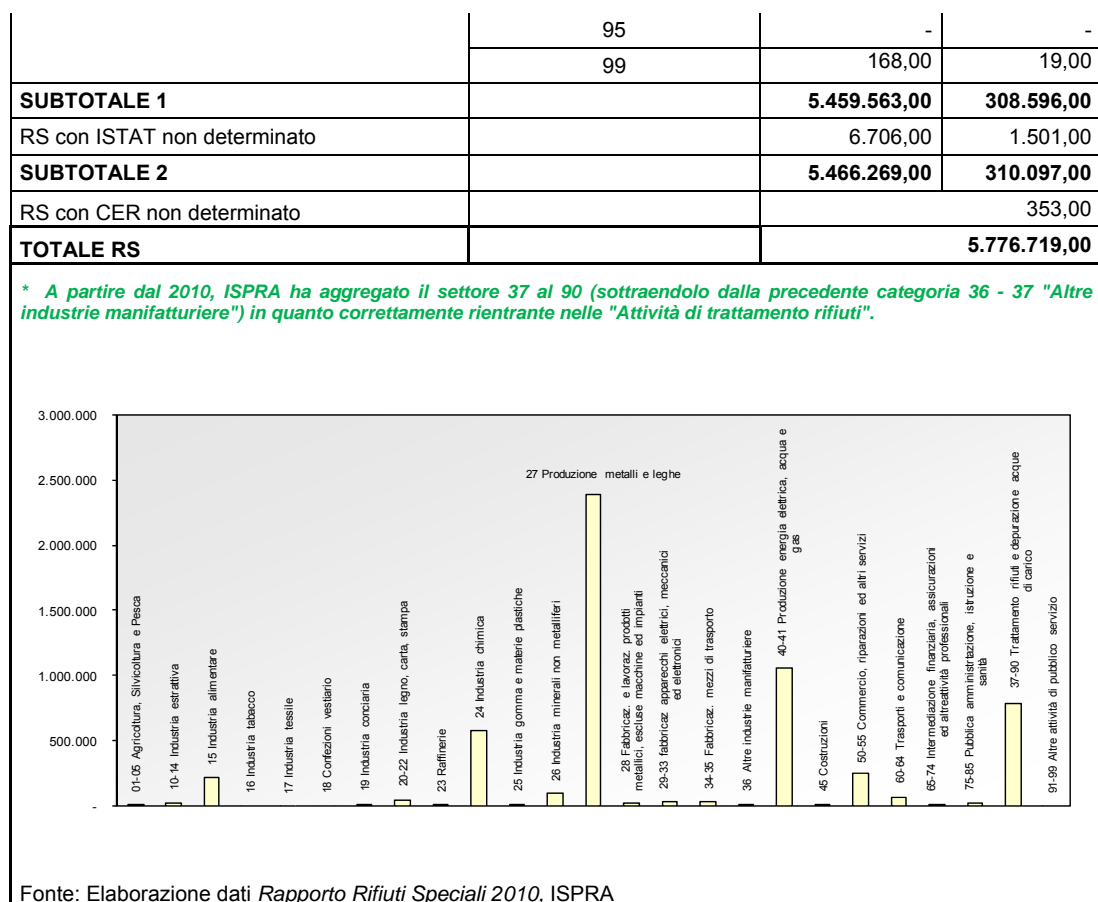 95 - -
99 168,00 19,00
SUBTOTALE 1 5.459.563,00 308.596,00
RS con ISTAT non determinato 6.706,00 1.501,00
SUBTOTALE 2 5.466.269,00 310.097,00
RS con CER non determinato 353,00
TOTALE RS 5.776.719,00
* A partire dal 2010, ISPRA ha aggregato il settore 37 al 90 (sottraendolo dalla precedente categoria 36 - 37 "Altre
industrie manifatturiere") in quanto correttamente rientrante nelle "Attività di trattamento rifiuti".
3.000.000
2.500.000
2.000.000
1.500.000
1.000.000
500.000
-
01-05 Agricoltura, Silvicoltura e Pesca
10-14 Industria estrattiva
15 Industria alimentare
16 Industria tabacco
17 Industria tessile
18 Confezioni vestiario
19 Industria conciaria
20-22 Industria legno, carta, stampa
23 Raffinerie
24 Industria chimica
25 Industria gomma e materie plastiche
26 Industria minerali non metalliferi
27 Produzione metalli e leghe
28 Fabbricaz. e lavoraz. prodotti
metallici, escluse macchine ed impianti
29-33 fabbricaz apparecchi elettrici, meccanici
ed elettronici
34-35 Fabbricaz. mezzi di trasporto
36 Altre industrie manifatturiere
40-41 Produzione energia elettrica, acqua e
gas
45 Costruzioni
50-55 Commercio, riparazioni ed altri servizi
60-64 Trasporti e comunicazione
65-74 Intermediazione finanziaria, assicurazioni
ed altreattività professionali
75-85 Pubblica amministrtazione, istruzione e
sanità
37-90 Trattamento rifiuti e depurazione acque
di carico
91-99 Altre attività di pubblico servizio
Fonte: Elaborazione dati Rapporto Rifiuti Speciali 2010, ISPRA